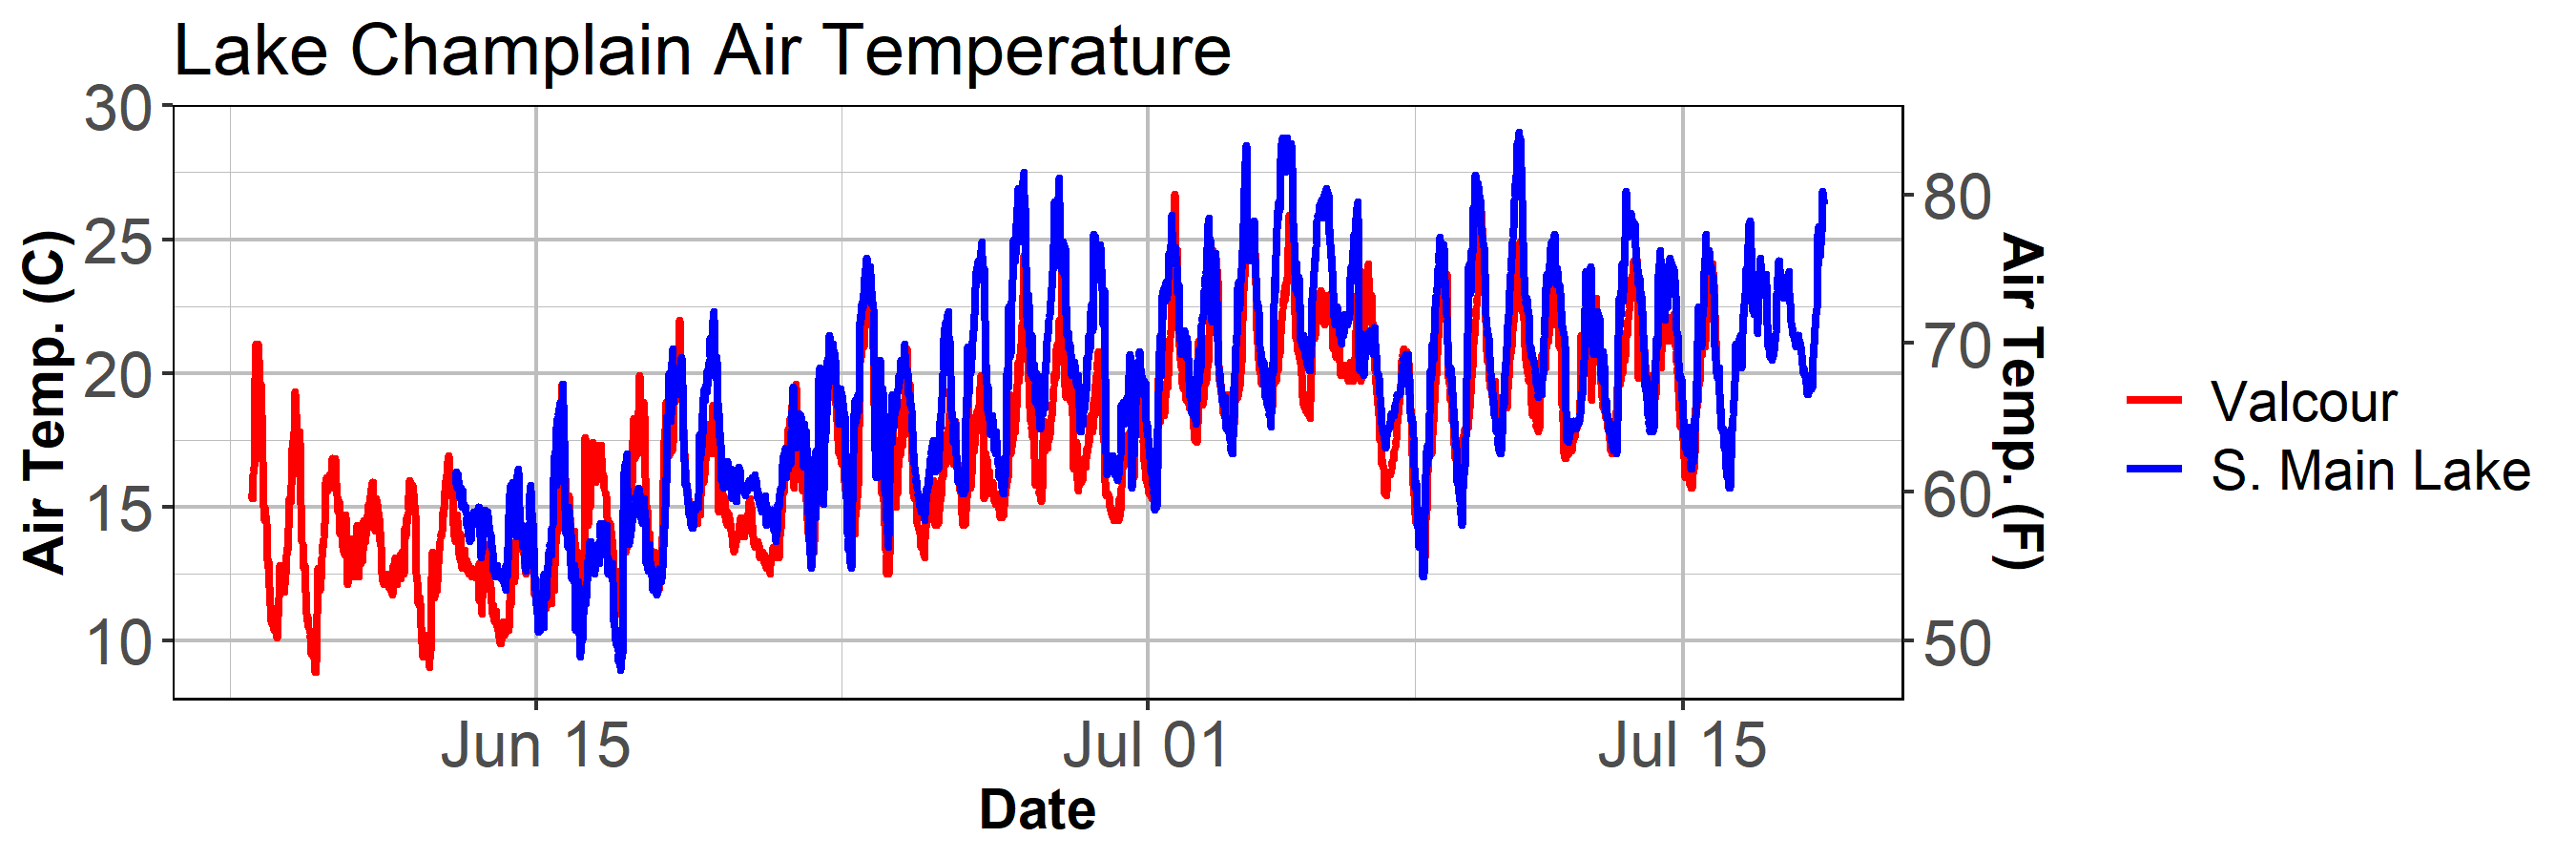 Lake Champlain Air Temperature
30
25
20
15
10
Air Temp. (C)
80
70
60
50
Air Temp. (F)
Jun 15
Jul 01
Jul 15
Date
Valcour
S. Main Lake